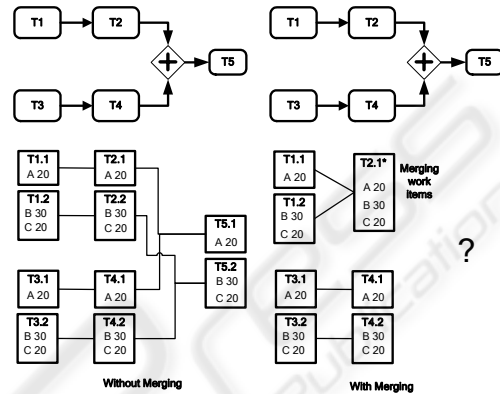 T1 T2 T1 T2
T5 T5
T3 T4 T3 T4
T1.1 T2.1 T1.1 T2.1*
A 20 A 20 A 20 A 20
B 30
C 20
Merging
work
items
T1.2 T2.2 T1.2
B 30 B 30 B 30
C 20 C 20 C 20
T5.1
A 20
T5.2
B 30
C 20
?
T3.1 T4.1 T3.1 T4.1
A 20 A 20 A 20 A 20
T3.2 T4.2 T3.2 T4.2
B 30 B 30 B 30 B 30
C 20 C 20 C 20 C 20
Without Merging With Merging